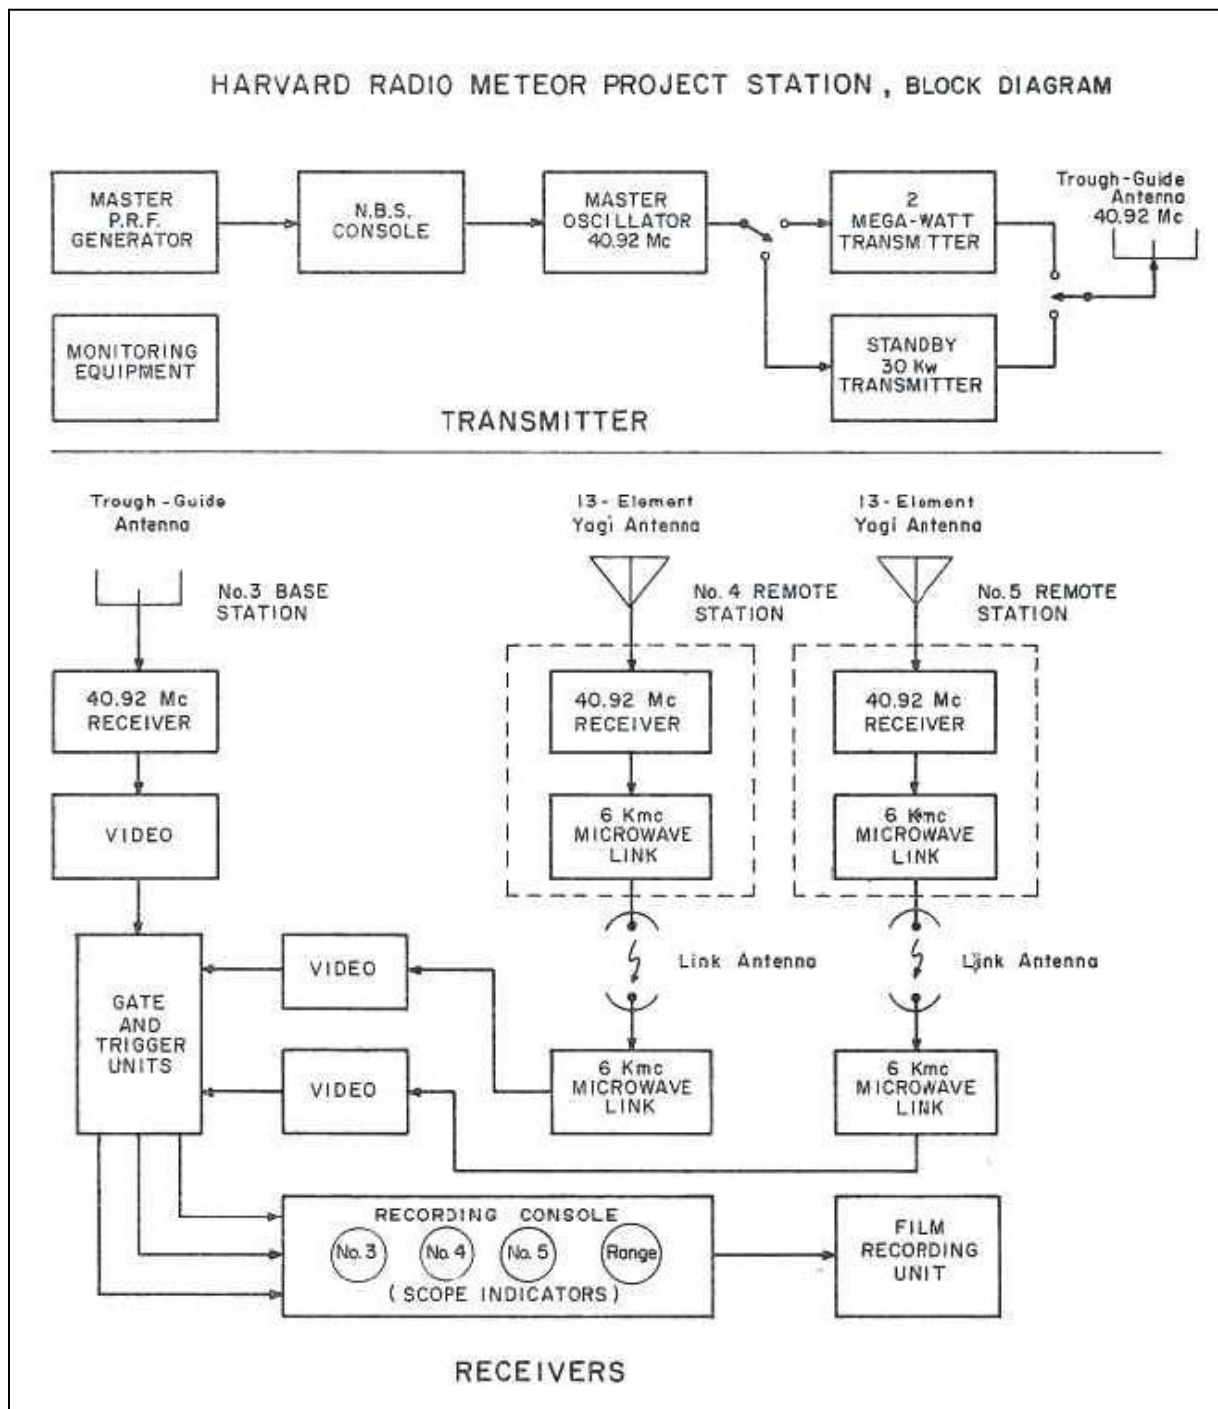 HARVARD RADIO METEOR PROJECT STATION, BLOCK DIAGRAM
MASTER
P.R.F.
GENERATOR
N.B.S.
CONSOLE
MASTER
OSCILLATOR
40.92 Mc
2
MEGA-WATT
TRANSMITTER
Trough-Guide
Antenna
40.92 Mc
MONITORING
EQUIPMENT
STANDBY
30 Kw
TRANSMITTER
TRANSMITTER
Trough-Guide
Antenna
No.3 BASE
STATION
13-Element
Yagi Antenna
No.4 REMOTE
STATION
13-Element
Yagi Antenna
No.5 REMOTE
STATION
40.92 Mc
RECEIVER
40.92 Mc
RECEIVER
40.92 Mc
RECEIVER
VIDEO
6 Kmc
MICROWAVE
LINK
6 Kmc
MICROWAVE
LINK
Link Antenna
Link Antenna
GATE
AND
TRIGGER
UNITS
VIDEO
VIDEO
6 Kmc
MICROWAVE
LINK
6 Kmc
MICROWAVE
LINK
RECORDING CONSOLE
No.3
No.4
No.5
Range
(SCOPE INDICATORS)
FILM
RECORDING
UNIT
RECEIVERS